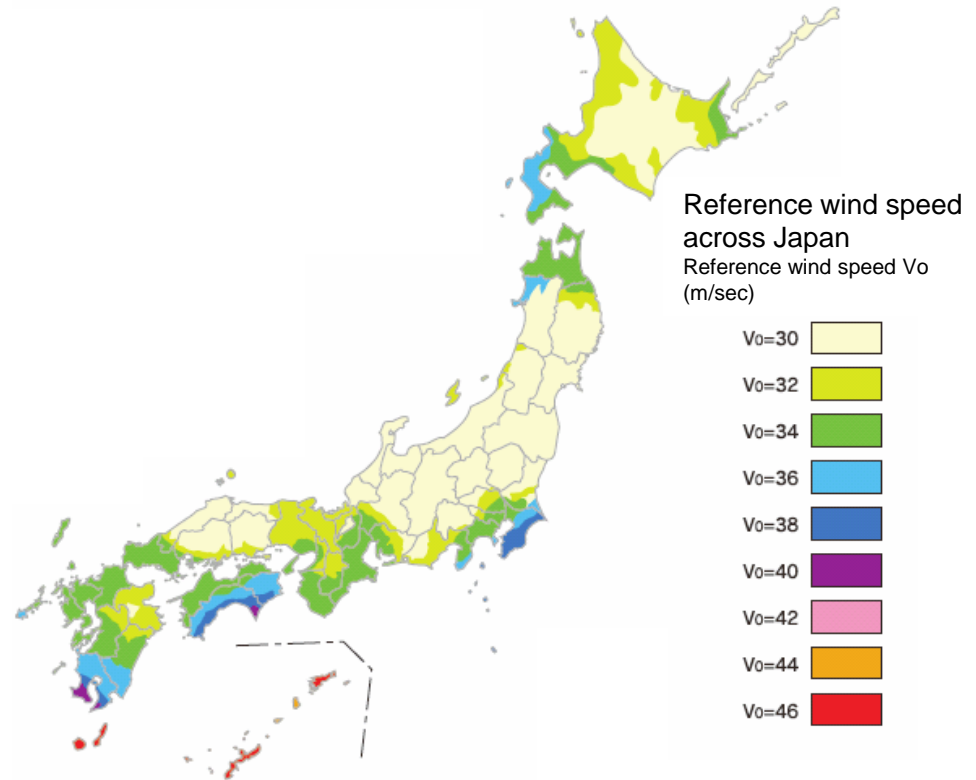 Reference wind speed
across Japan
Reference wind speed Vo
(m/sec)
V0=30
V0=32
V0=34
V0=36
V0=38
V0=40
V0=42
V0=44
V0=46